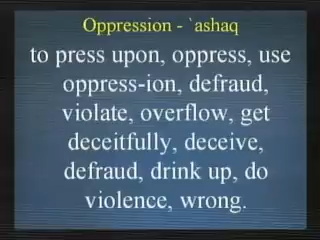 Oppression - `ashaq
to press upon, oppress, use
oppress-ion, defraud,
violate, overflow, get
deceitfully, deceive,
defraud, drink up, do
violence, wrong.